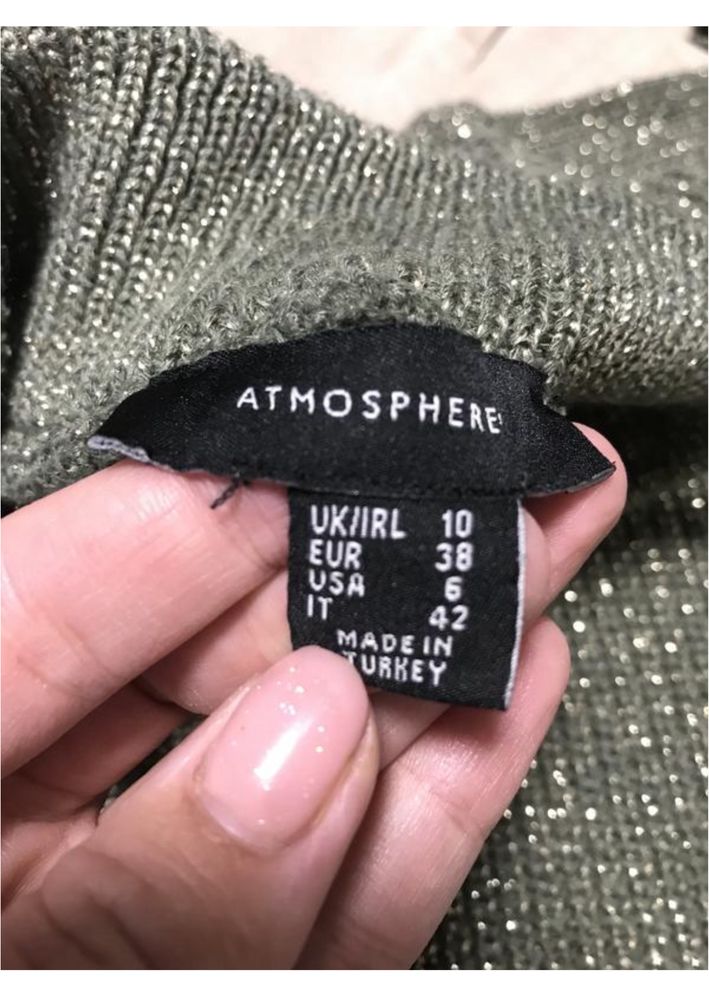 ATMOSPHERE
UK/IRL 10
EUR 38
USA 6
IT 42
MADE IN
TURKEY